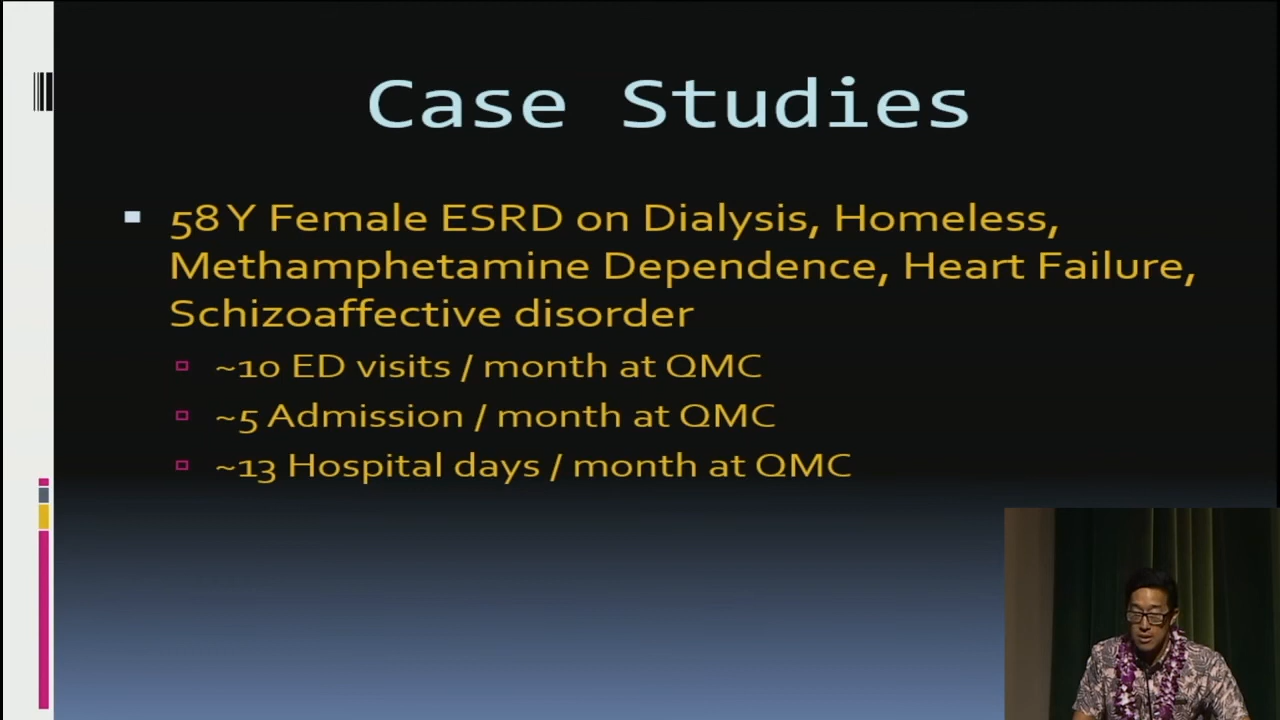 Case Studies
58 Y Female ESRD on Dialysis, Homeless,
Methamphetamine Dependence, Heart Failure,
Schizoaffective disorder
~10 ED visits / month at QMC
~5 Admission / month at QMC
~13 Hospital days / month at QMC